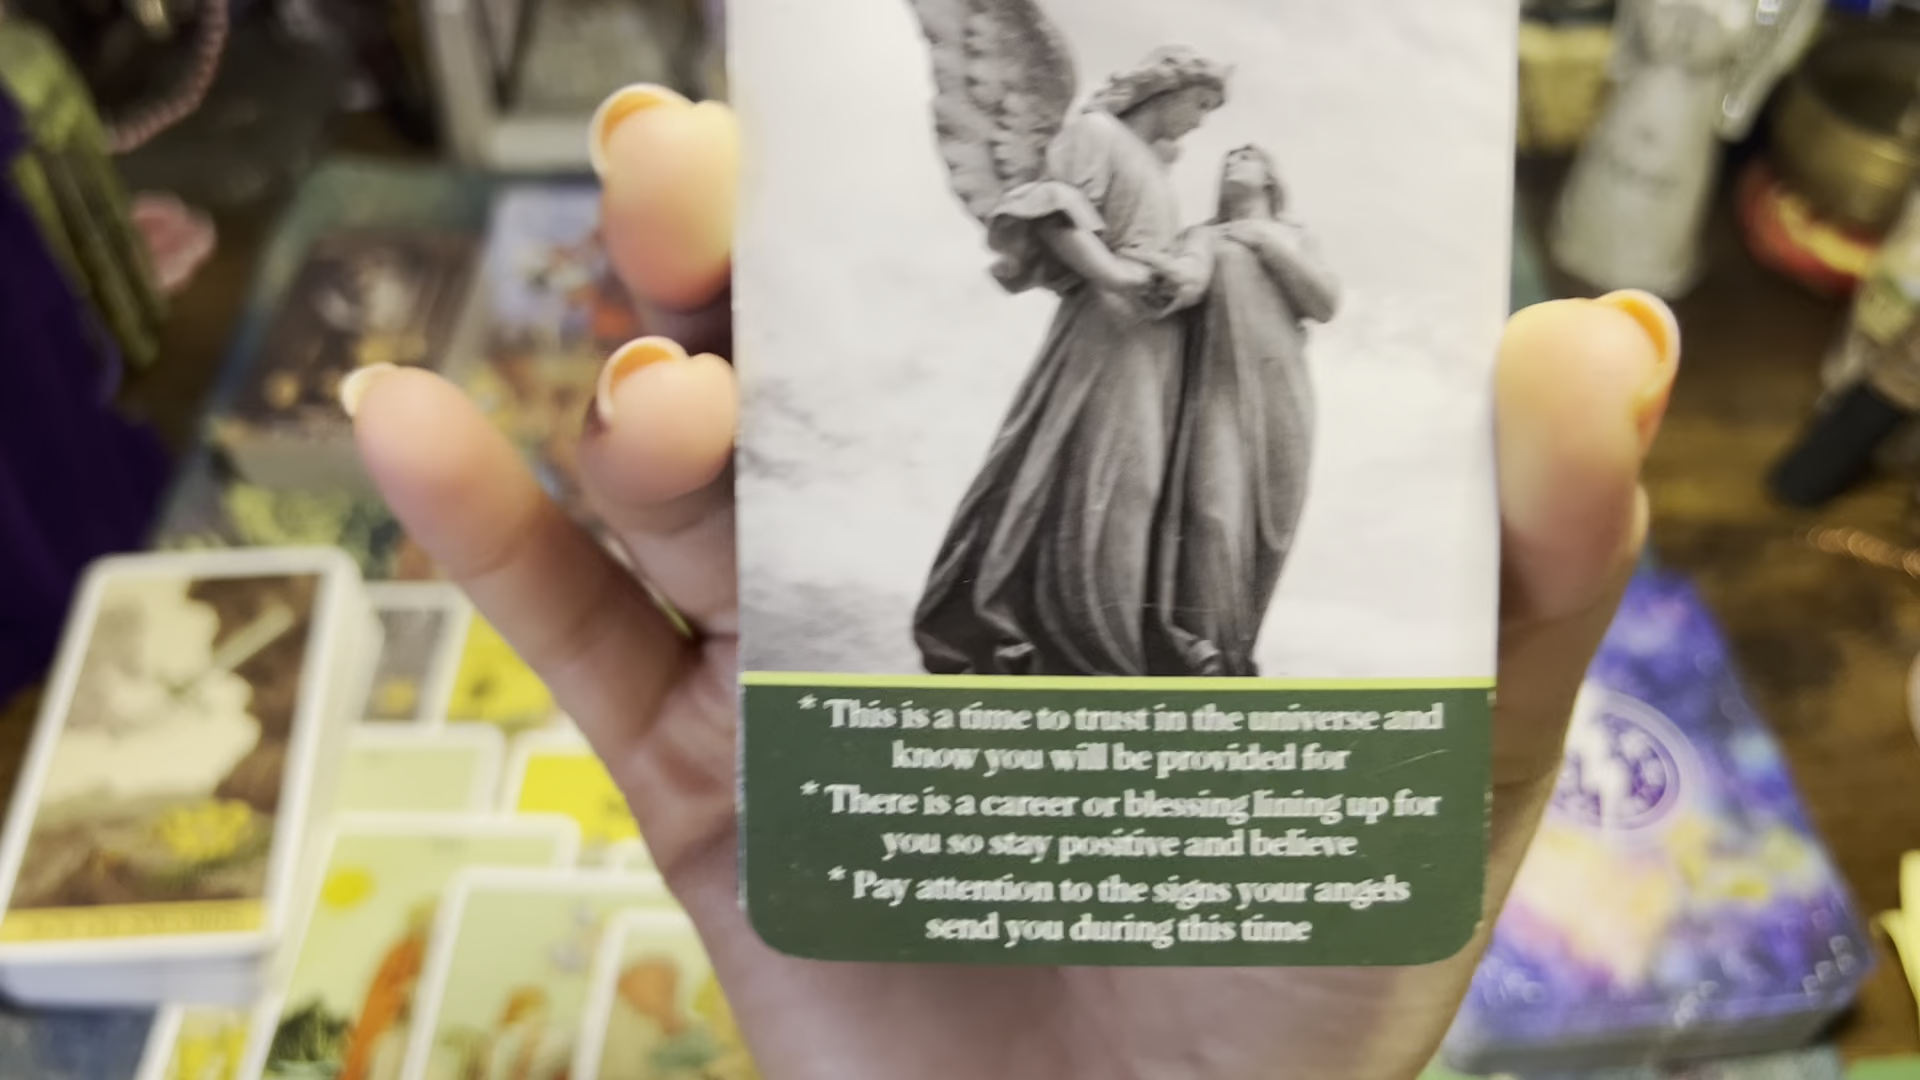 * This is a time to trust in the universe and
know you will be provided for
* There is a career or blessing lining up for
you so stay positive and believe
* Pay attention to the signs your angels
send you during this time